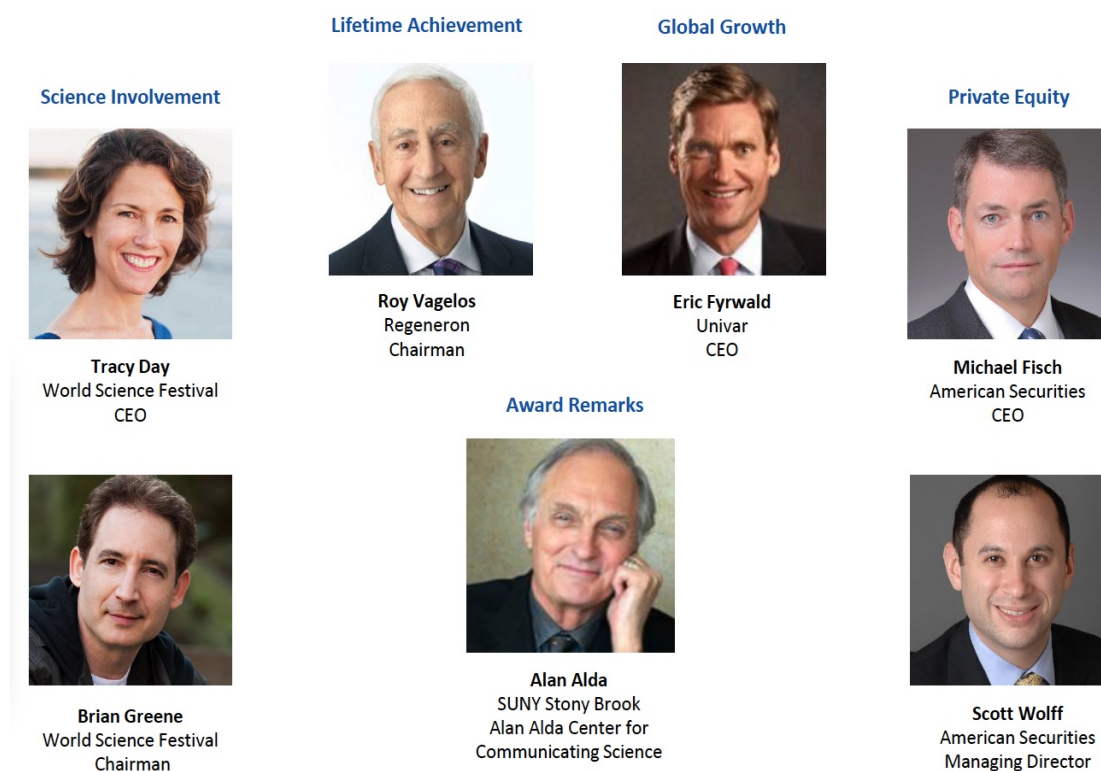 Lifetime Achievement
Global Growth
Science Involvement
Private Equity
Roy Vagelos
Regeneron
Chairman
Eric Fyrwald
Univar
CEO
Tracy Day
World Science Festival
CEO
Michael Fisch
American Securities
CEO
Award Remarks
Alan Alda
SUNY Stony Brook
Alan Alda Center for
Communicating Science
Brian Greene
World Science Festival
Chairman
Scott Wolff
American Securities
Managing Director